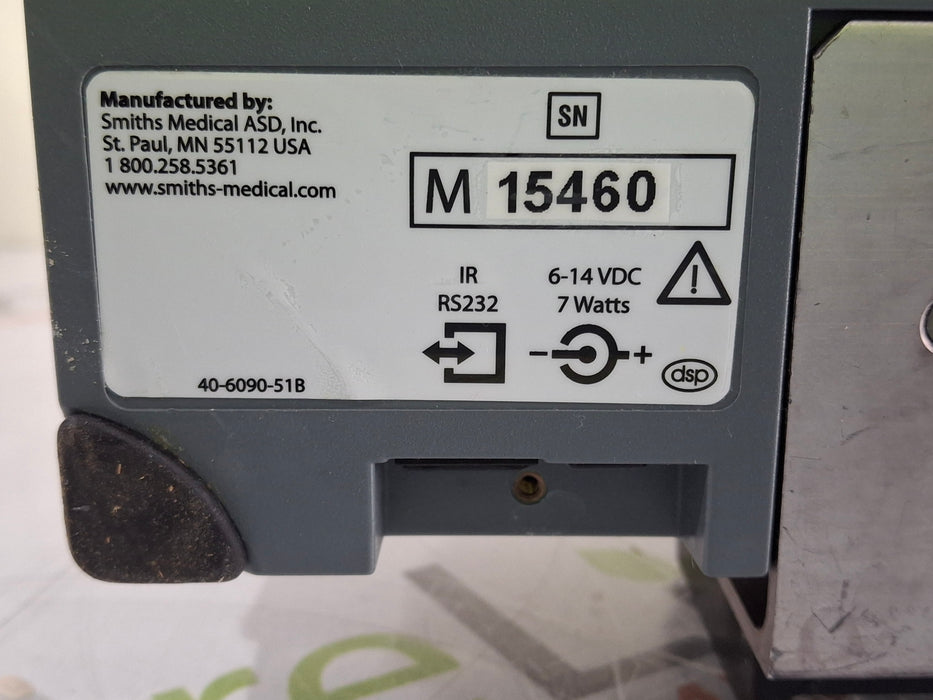 Manufactured by:
Smiths Medical ASD, Inc.
St. Paul, MN 55112 USA
1 800.258.5361
www.smiths-medical.com
SN
M 15460
IR
RS232
6-14 VDC
7 Watts
!
- +
dsp
40-6090-51B
re